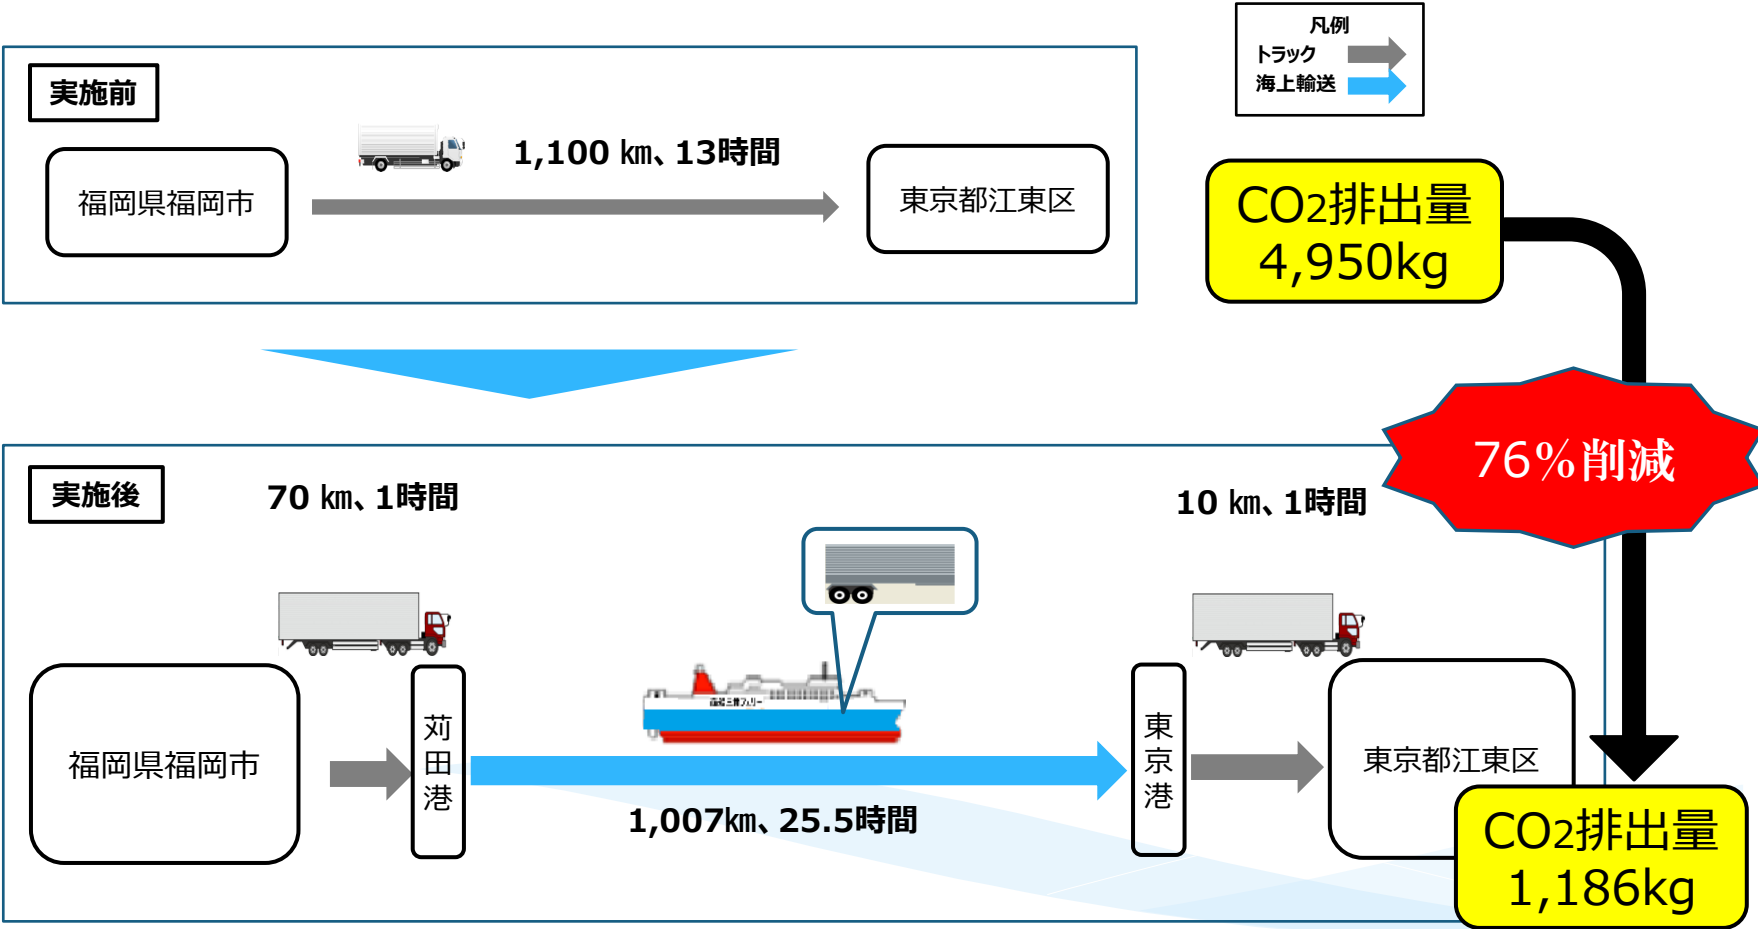 凡例
トラック
海上輸送
実施前
1,100 ㎞、13時間
福岡県福岡市
東京都江東区
CO2排出量
4,950kg
76%削減
実施後
70 ㎞、1時間
10 ㎞、1時間
福岡県福岡市
苅田港
東京港
東京都江東区
1,007㎞、25.5時間
CO2排出量
1,186kg